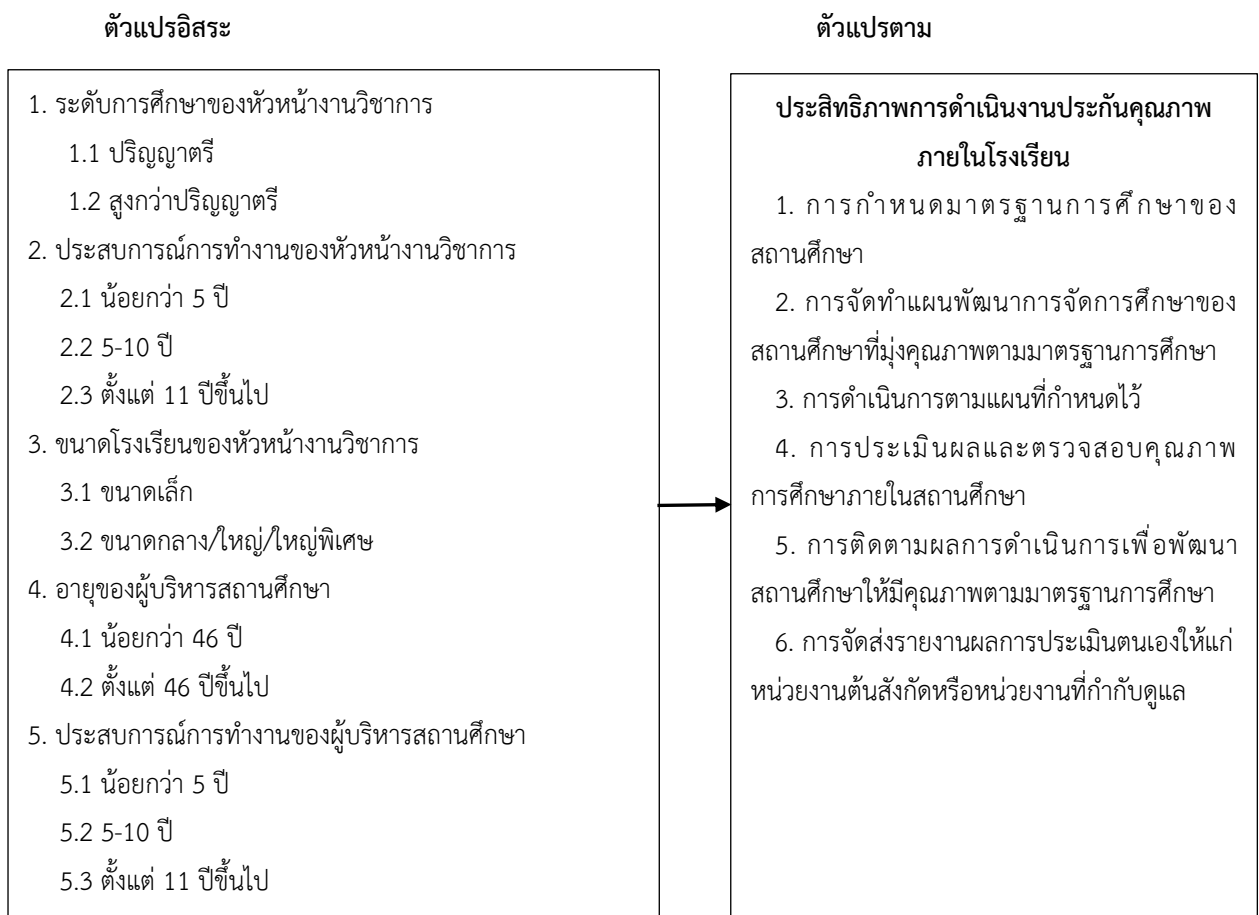 ตัวแปรอิสระ
ตัวแปรตาม
1. ระดับการศึกษาของหัวหน้างานวิชาการ
1.1 ปริญญาตรี
1.2 สูงกว่าปริญญาตรี
2. ประสบการณ์การทำงานของหัวหน้างานวิชาการ
2.1 น้อยกว่า 5 ปี
2.2 5-10 ปี
2.3 ตั้งแต่ 11 ปีขึ้นไป
3. ขนาดโรงเรียนของหัวหน้างานวิชาการ
3.1 ขนาดเล็ก
3.2 ขนาดกลาง/ใหญ่/ใหญ่พิเศษ
4. อายุของผู้บริหารสถานศึกษา
4.1 น้อยกว่า 46 ปี
4.2 ตั้งแต่ 46 ปีขึ้นไป
5. ประสบการณ์การทำงานของผู้บริหารสถานศึกษา
5.1 น้อยกว่า 5 ปี
5.2 5-10 ปี
5.3 ตั้งแต่ 11 ปีขึ้นไป
ประสิทธิภาพการดำเนินงานประกันคุณภาพ
ภายในโรงเรียน
1. การกำหนดมาตรฐานการศึกษาของ
สถานศึกษา
2. การจัดทำแผนพัฒนาการจัดการศึกษาของ
สถานศึกษาที่มุ่งคุณภาพตามมาตรฐานการศึกษา
3. การดำเนินการตามแผนที่กำหนดไว้
4. การประเมินผลและตรวจสอบคุณภาพ
การศึกษาภายในสถานศึกษา
5. การติดตามผลการดำเนินการเพื่อพัฒนา
สถานศึกษาให้มีคุณภาพตามมาตรฐานการศึกษา
6. การจัดส่งรายงานผลการประเมินตนเองให้แก่
หน่วยงานต้นสังกัดหรือหน่วยงานที่กำกับดูแล